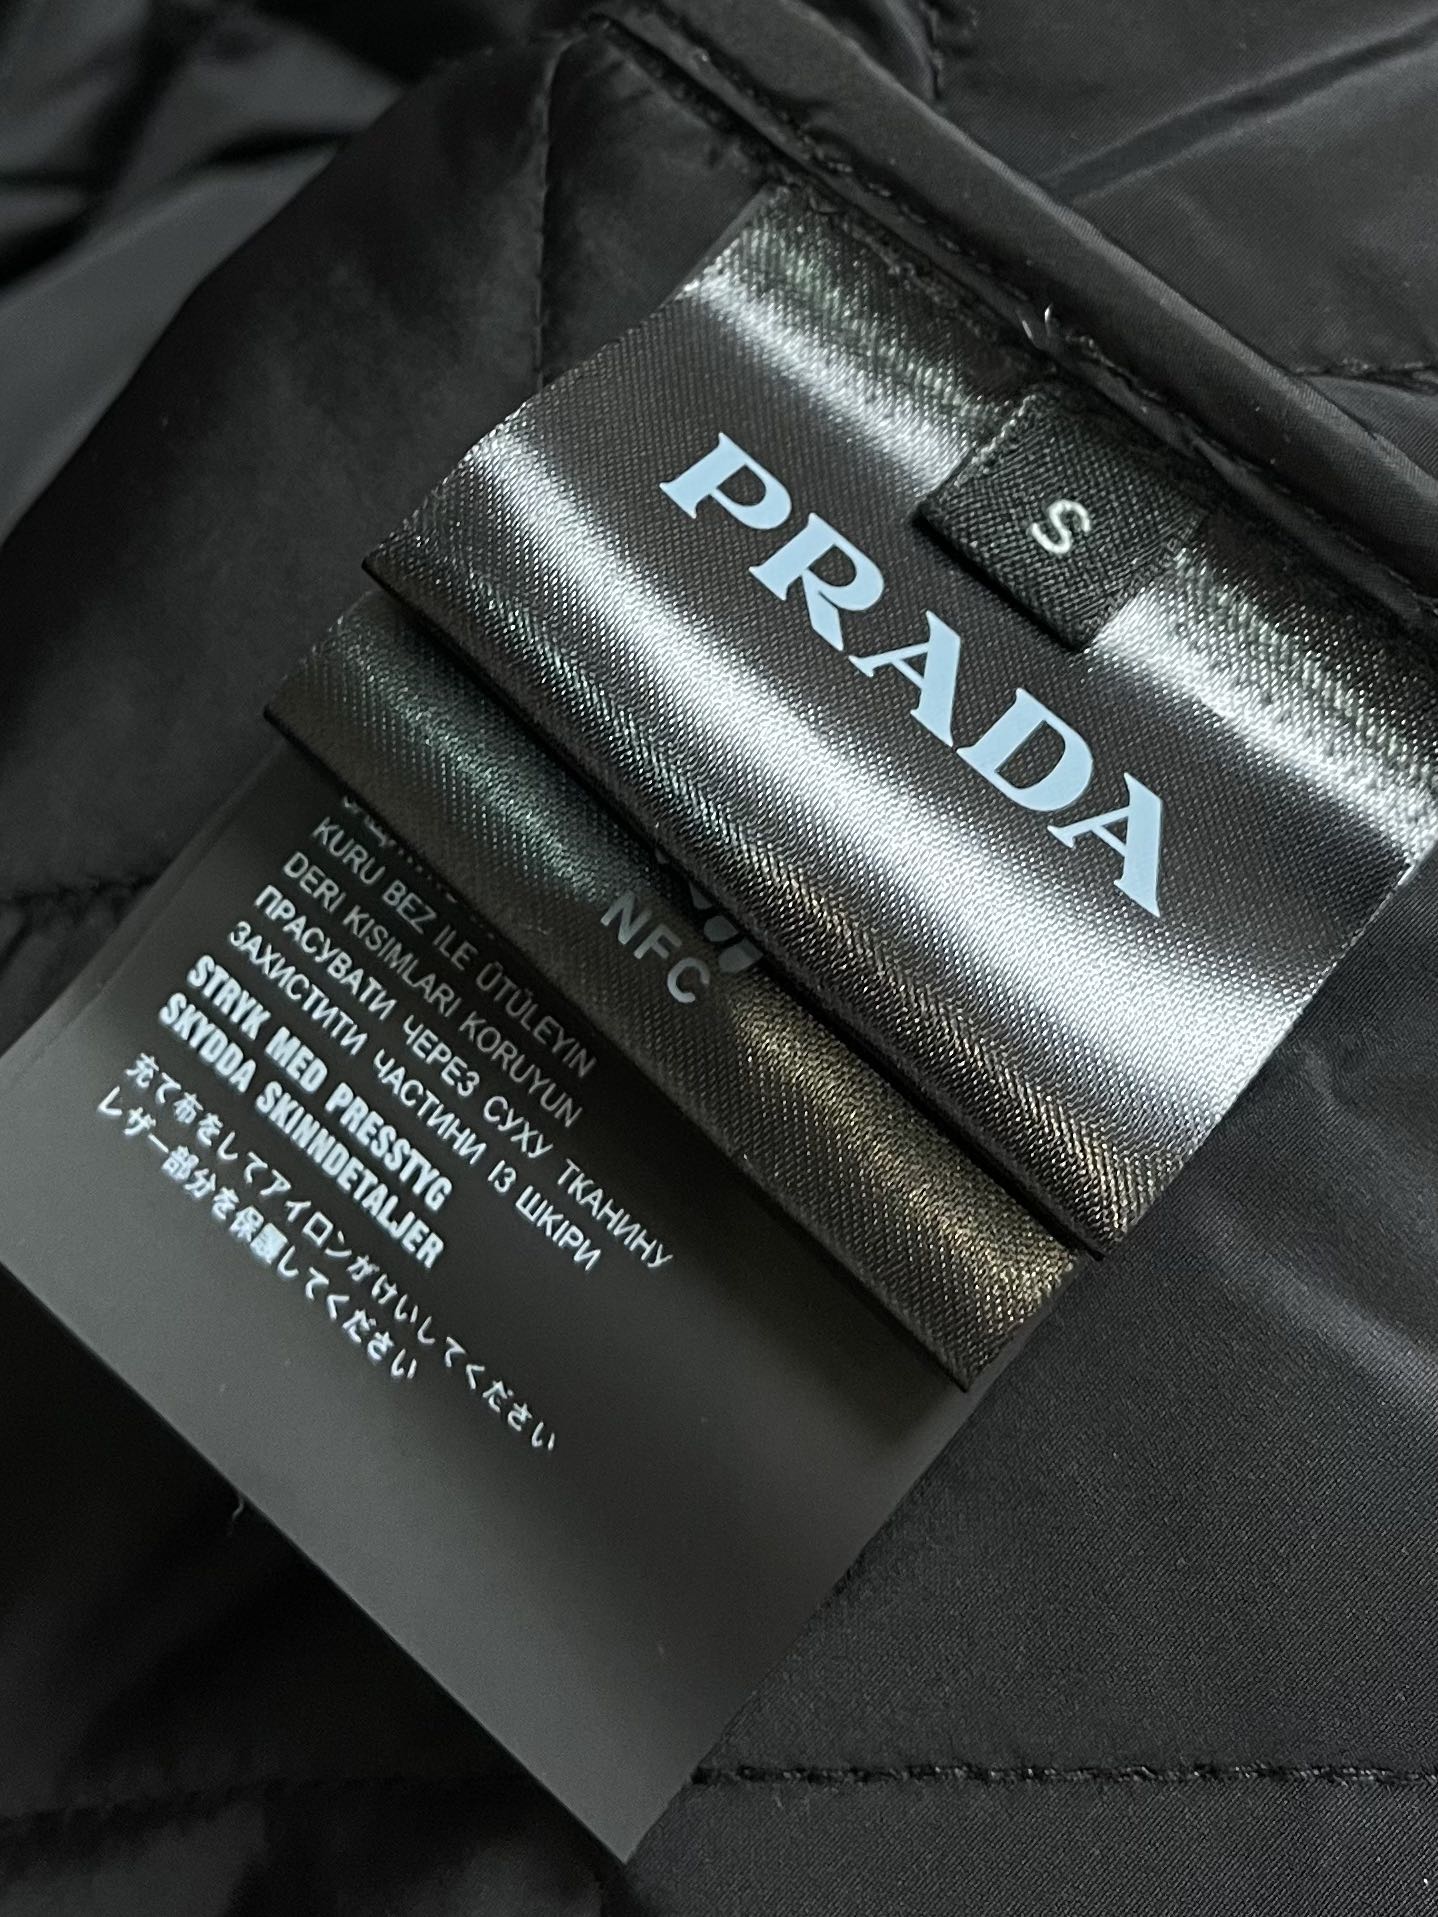 PRADA
S
NFC
KURU BEZ ILE ÜTÜLEYIN
DERI KISIMLARI KORUYUN
ПРАСУВАТИ ЧЕРЕЗ СУХУ ТКАНИНУ
ЗАХИСТИТИ ЧАСТИНИ ІЗ ШКІРИ
STRYK MED PRESSTYG
SKYDDA SKINNDETALJER
充て布をしてアイロンがけいしてください
レザー部分を保護してください